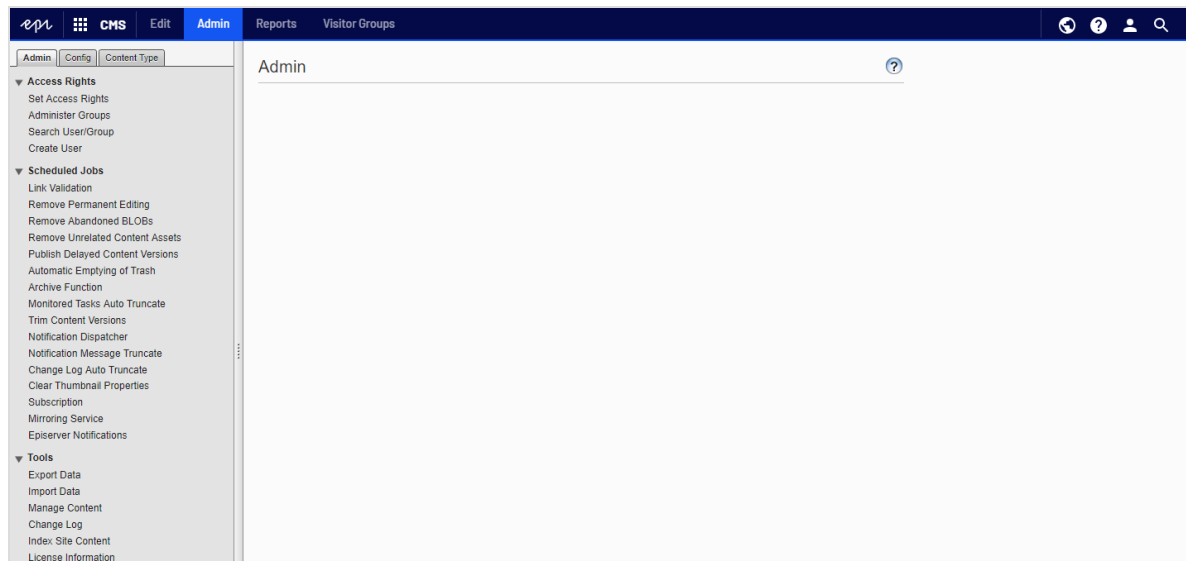 epi CMS Edit Admin Reports Visitor Groups ?
Admin Config Content Type
Admin ?
Access Rights
Set Access Rights
Administer Groups
Search User/Group
Create User
Scheduled Jobs
Link Validation
Remove Permanent Editing
Remove Abandoned BLOBs
Remove Unrelated Content Assets
Publish Delayed Content Versions
Automatic Emptying of Trash
Archive Function
Monitored Tasks Auto Truncate
Trim Content Versions
Notification Dispatcher
Notification Message Truncate
Change Log Auto Truncate
Clear Thumbnail Properties
Subscription
Mirroring Service
Episerver Notifications
Tools
Export Data
Import Data
Manage Content
Change Log
Index Site Content
License Information